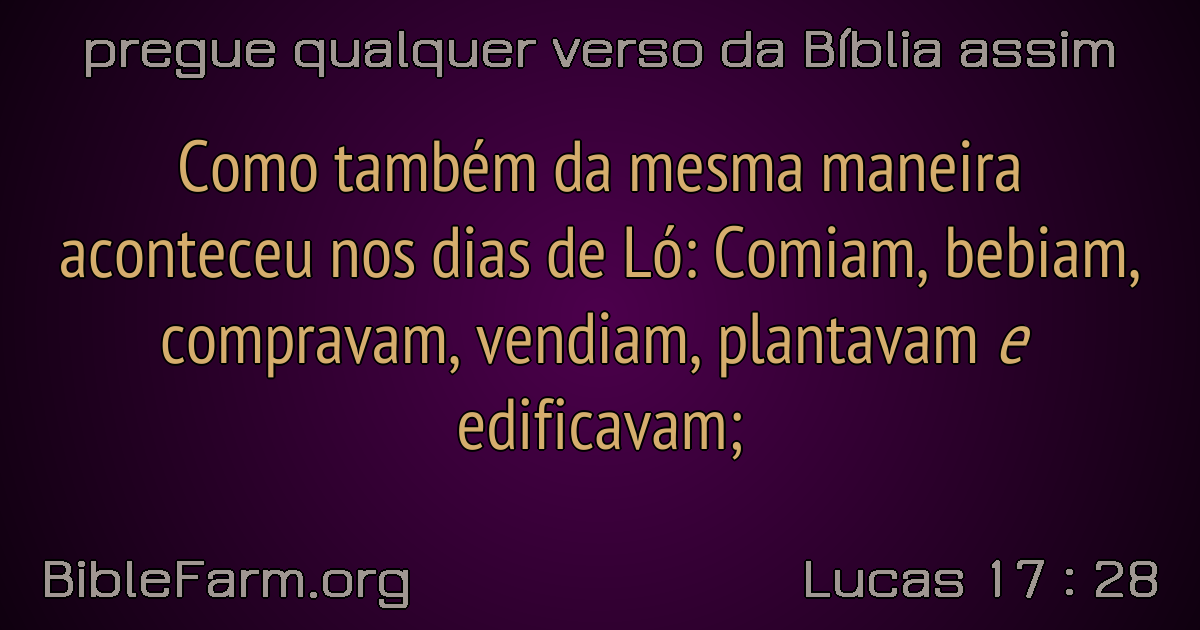 pregue qualquer verso da Bíblia assim
Como também da mesma maneira
aconteceu nos dias de Ló: Comiam, bebiam,
compravam, vendiam, plantavam e
edificavam;
BibleFarm.org
Lucas 17 : 28